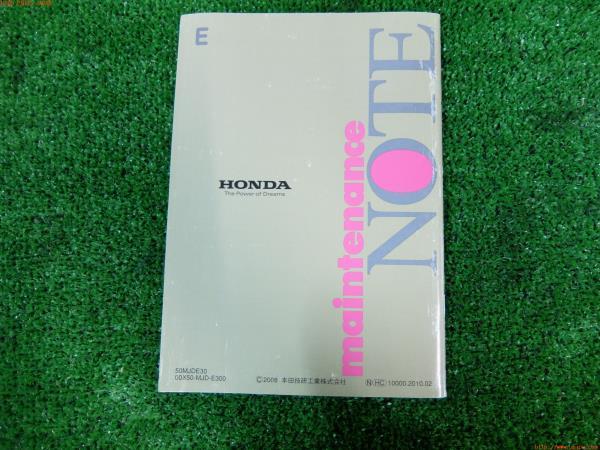 E
HONDA
The Power of Dreams
maintenance
NOTE
50MJDE30
00X50-MJD-E300
©2008 本田技研工業株式会社
Ⓝ HC 10000.2010.02